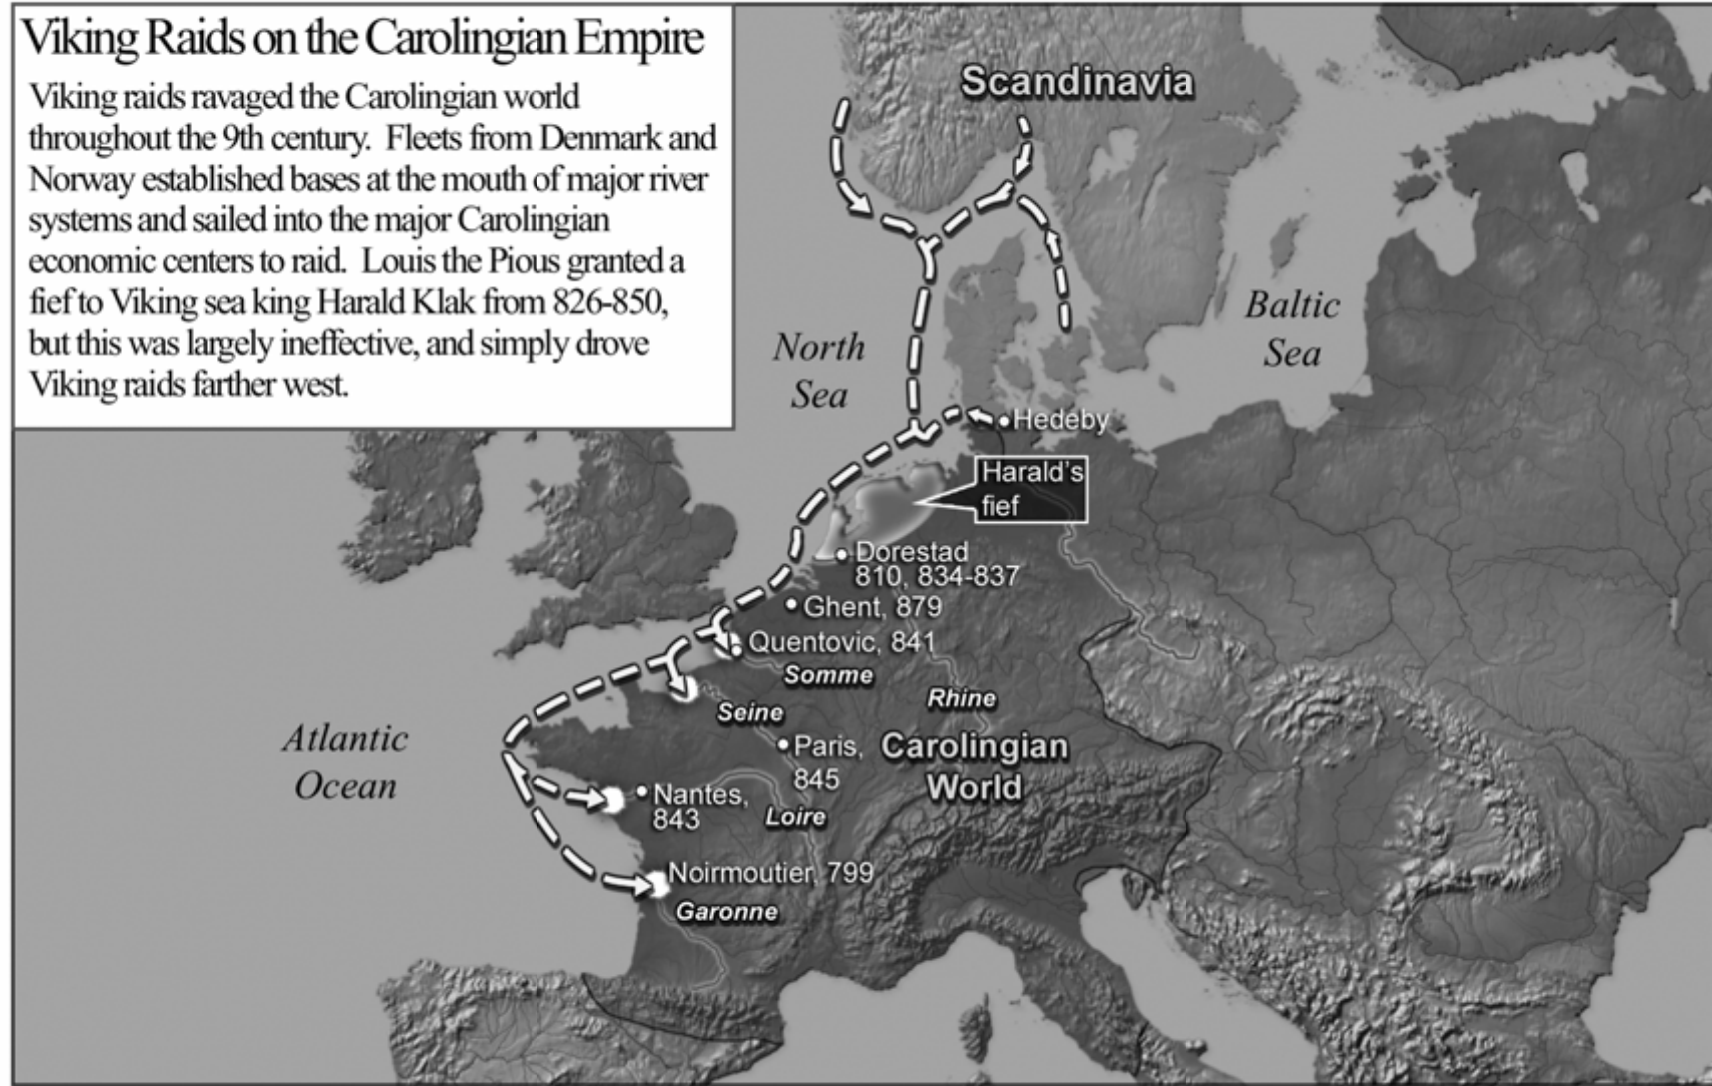 Viking Raids on the Carolingian Empire
Viking raids ravaged the Carolingian world
throughout the 9th century.  Fleets from Denmark and
Norway established bases at the mouth of major river
systems and sailed into the major Carolingian
economic centers to raid.  Louis the Pious granted a
fief to Viking sea king Harald Klak from 826-850,
but this was largely ineffective, and simply drove
Viking raids farther west.
Scandinavia
Baltic
Sea
North
Sea
Hedeby
Harald's
fief
Dorestad
810, 834-837
Ghent, 879
Quentovic, 841
Somme
Rhine
Seine
Atlantic
Ocean
Paris,
845
Carolingian
World
Nantes,
843
Loire
Noirmoutier, 799
Garonne